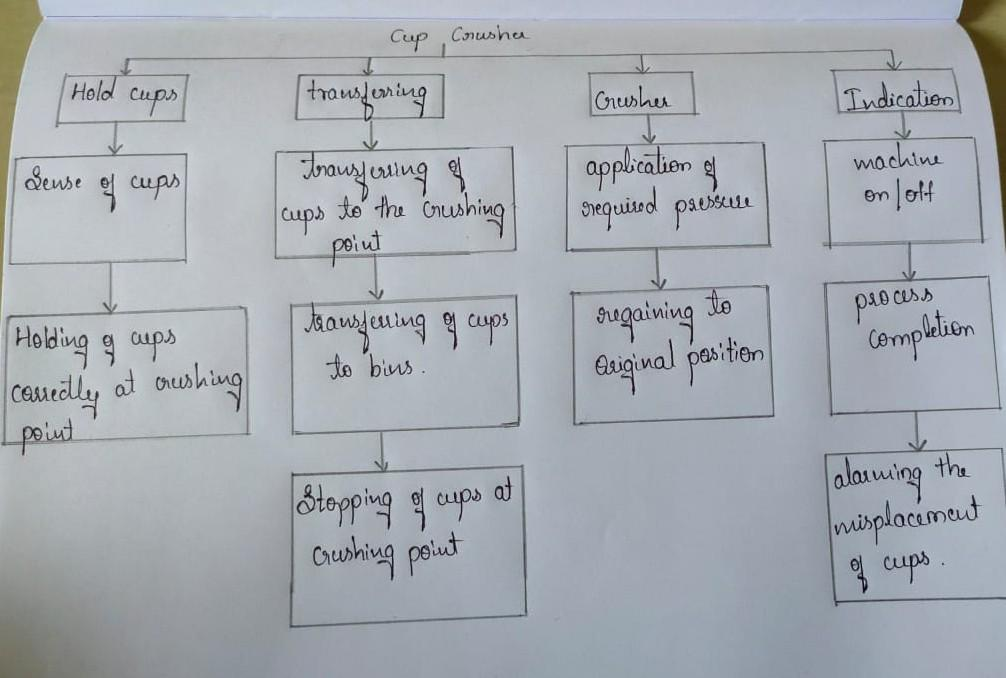 Cup Crusher
Hold cups
Sense of cups
Holding of cups
correctly at crushing
point
transferring
transferring of
cups to the crushing
point
transferring of cups
to bins.
Stopping of cups at
crushing point
Crusher
application of
required pressure
regaining to
original position
Indication
machine
on/off
process
completion
alarming the
misplacement
of cups.